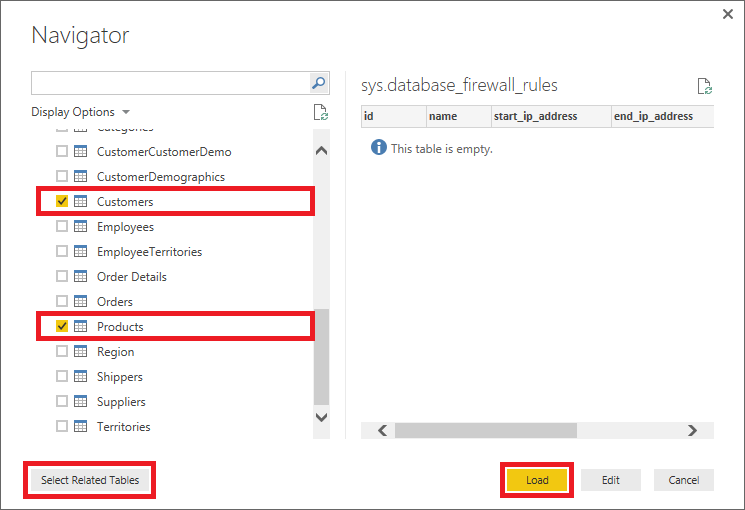 Navigator
Display Options
Categories
CustomerCustomerDemo
CustomerDemographics
Customers
Employees
EmployeeTerritories
Order Details
Orders
Products
Region
Shippers
Suppliers
Territories
sys.database_firewall_rules
id name start_ip_address end_ip_address
This table is empty.
Select Related Tables Load Edit Cancel